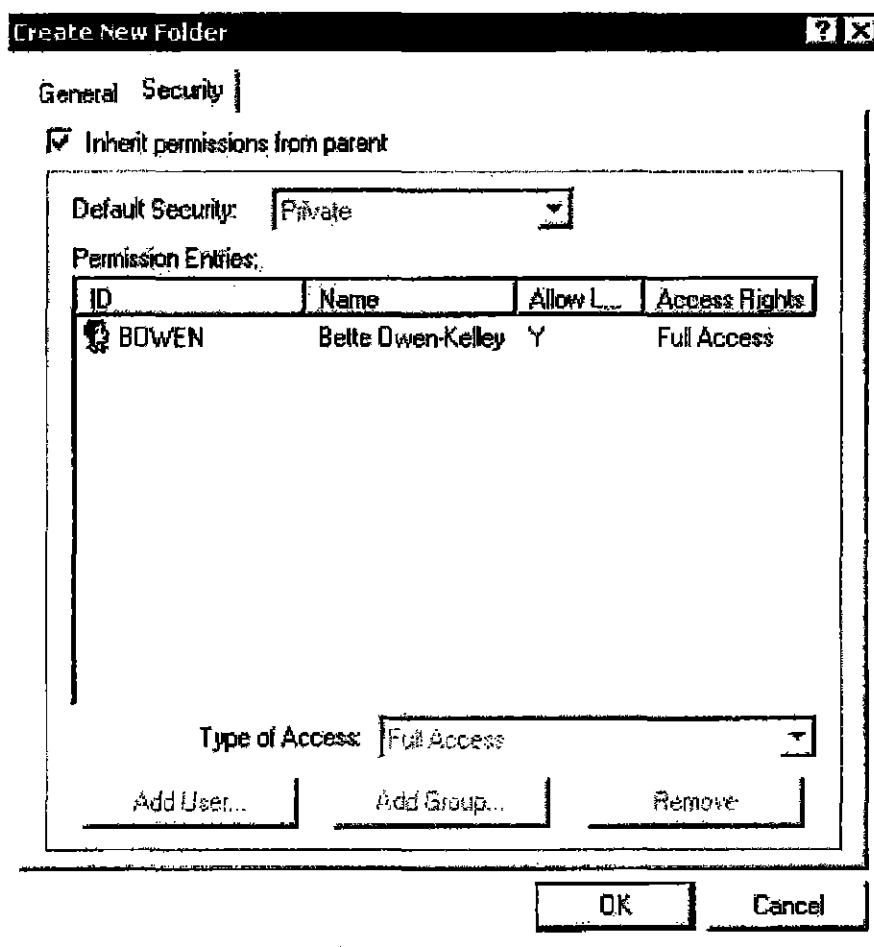 Create New Folder
General Security
Inherit permissions from parent
Default Security: Private
Permission Entries:
ID Name Allow L... Access Rights
BOWEN Bette Owen-Kelley Y Full Access
Type of Access: Full Access
Add User... Add Group... Remove
OK Cancel